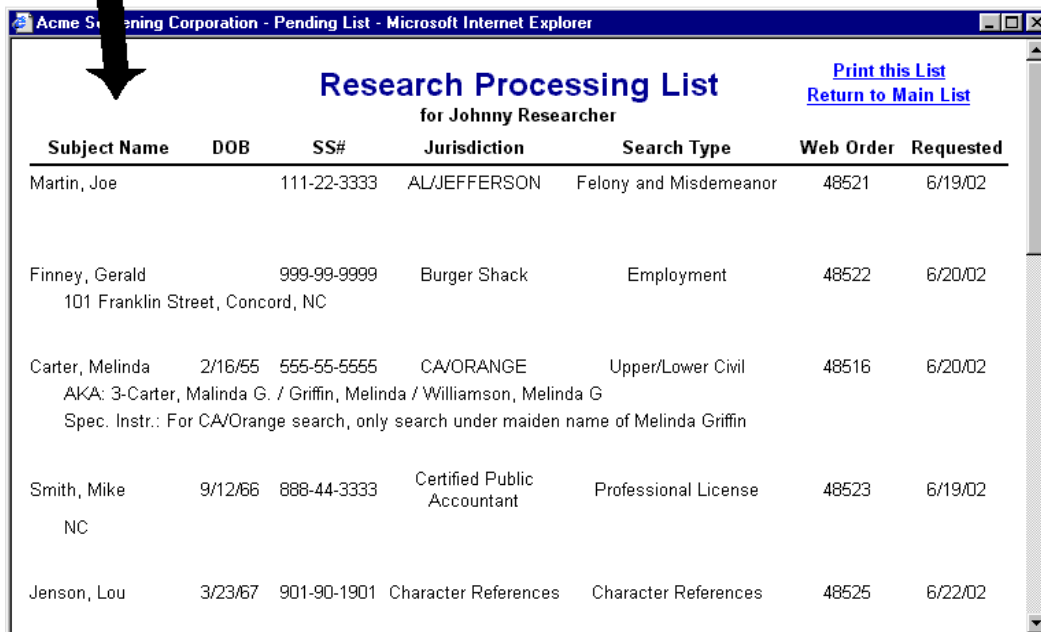 Acme S ening Corporation - Pending List - Microsoft Internet Explorer
Research Processing List
for Johnny Researcher
Print this List
Return to Main List
Subject Name DOB SS# Jurisdiction Search Type Web Order Requested
Martin, Joe 111-22-3333 AL/JEFFERSON Felony and Misdemeanor 48521 6/19/02
Finney, Gerald 999-99-9999 Burger Shack Employment 48522 6/20/02
101 Franklin Street, Concord, NC
Carter, Melinda 2/16/55 555-55-5555 CA/ORANGE Upper/Lower Civil 48516 6/20/02
AKA: 3-Carter, Malinda G. / Griffin, Melinda / Williamson, Melinda G
Spec. Instr.: For CA/Orange search, only search under maiden name of Melinda Griffin
Smith, Mike 9/12/66 888-44-3333 Certified Public Accountant Professional License 48523 6/19/02
NC
Jenson, Lou 3/23/67 901-90-1901 Character References Character References 48525 6/22/02